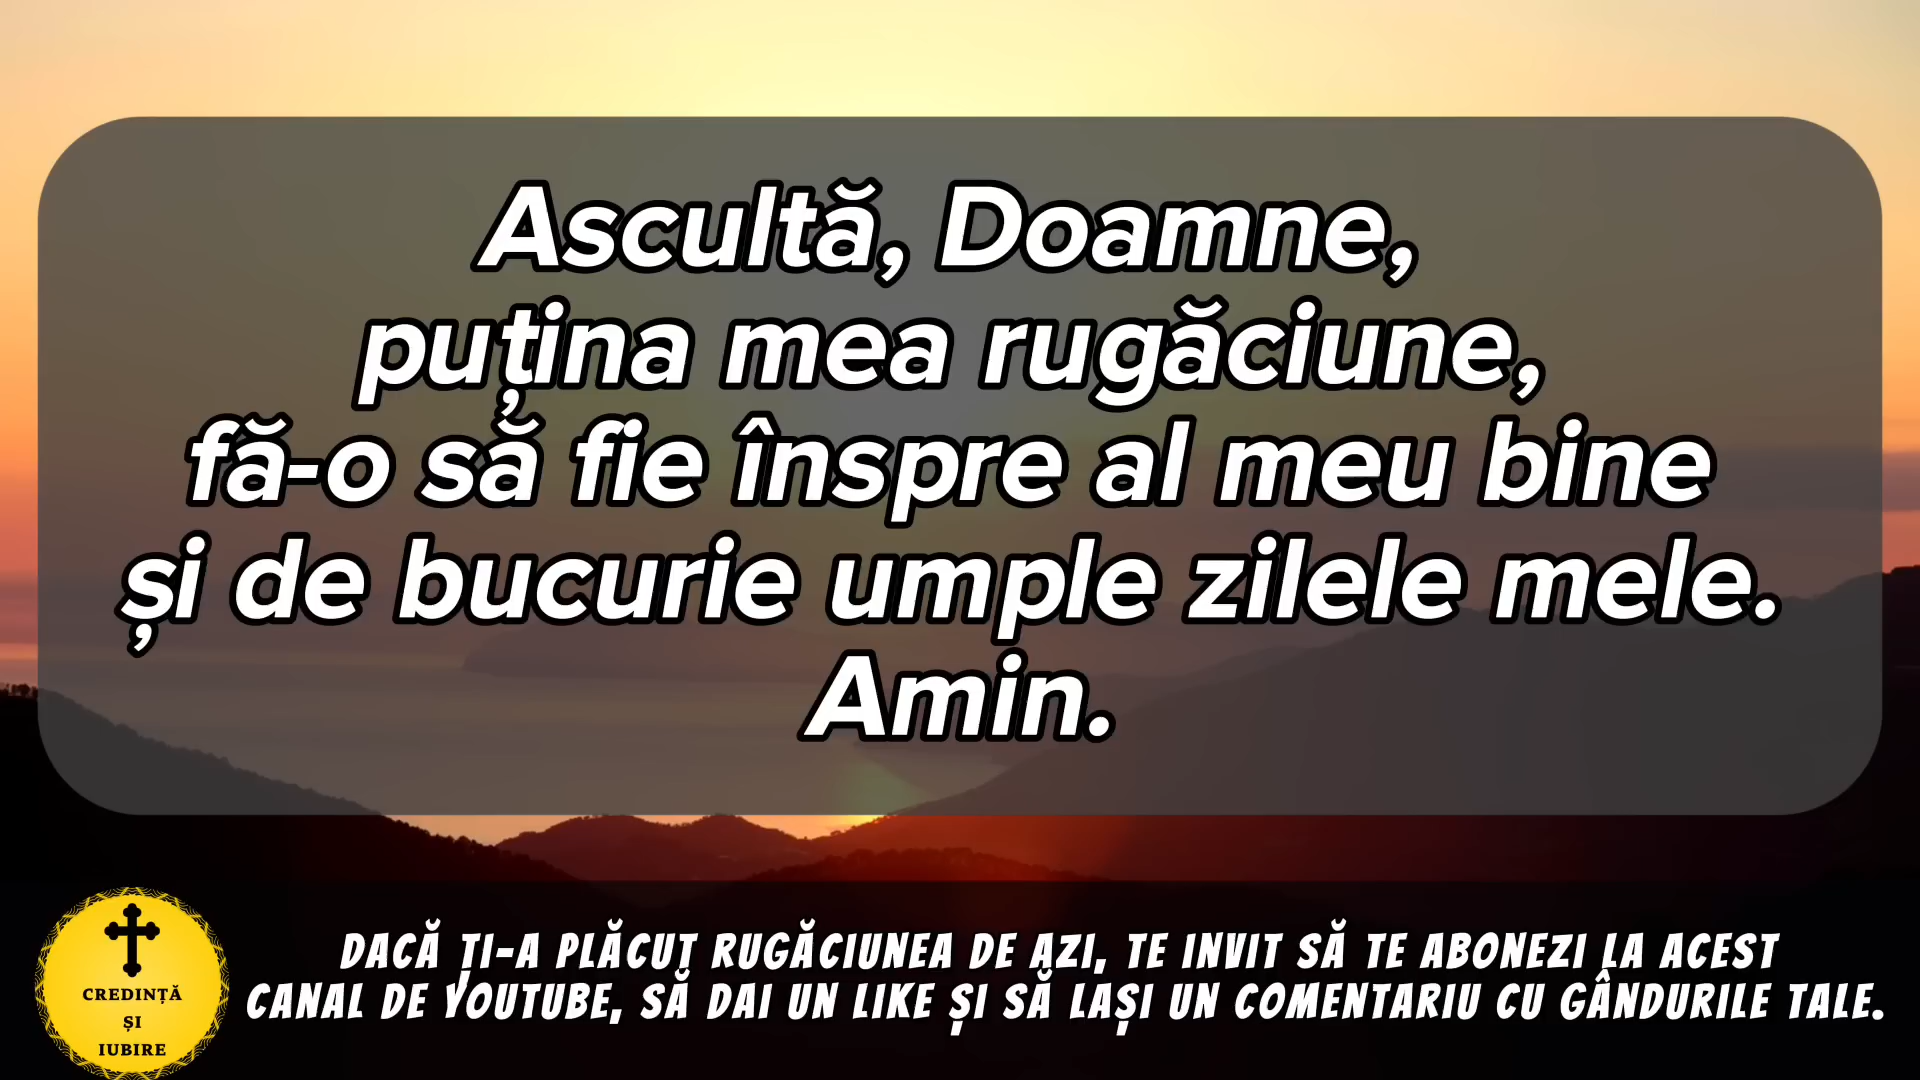 Ascultă, Doamne,
puțina mea rugăciune,
fă-o să fie înspre al meu bine
și de bucurie umple zilele mele.
Amin.
DACĂ ȚI-A PLĂCUT RUGĂCIUNEA DE AZI, TE INVIT SĂ TE ABONEZI LA ACEST
CANAL DE YOUTUBE, SĂ DAI UN LIKE ȘI SĂ LAȘI UN COMENTARIU CU GÂNDURILE TALE.
CREDINȚĂ
ȘI
IUBIRE